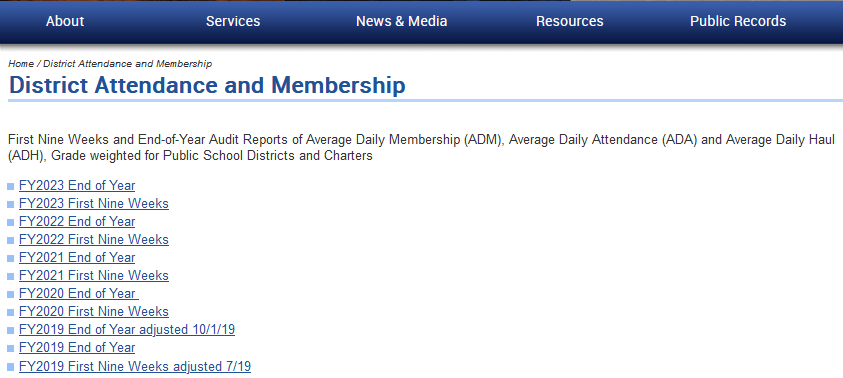 About Services News & Media Resources Public Records
Home / District Attendance and Membership
District Attendance and Membership
First Nine Weeks and End-of-Year Audit Reports of Average Daily Membership (ADM), Average Daily Attendance (ADA) and Average Daily Haul
(ADH), Grade weighted for Public School Districts and Charters
FY2023 End of Year
FY2023 First Nine Weeks
FY2022 End of Year
FY2022 First Nine Weeks
FY2021 End of Year
FY2021 First Nine Weeks
FY2020 End of Year
FY2020 First Nine Weeks
FY2019 End of Year adjusted 10/1/19
FY2019 End of Year
FY2019 First Nine Weeks adjusted 7/19